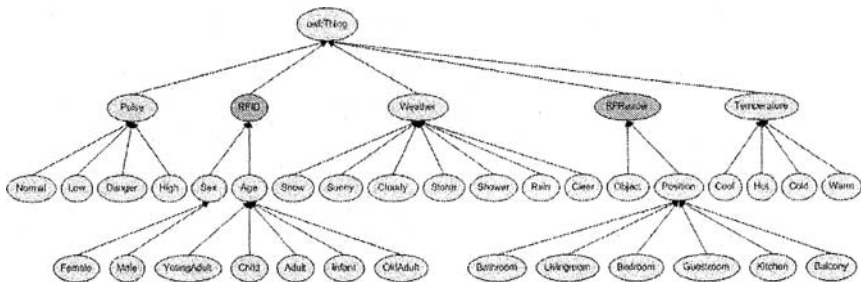 owl:Thing
Pulse RFID Weather RFReader Temperature
Normal Low Danger High Sex Age Snow Sunny Cloudy Storm Shower Rain Clear Object Position Cool Hot Cold Warm
Female Male YoungAdult Child Adult Infant OldAdult Bathroom Livingroom Bedroom Guestroom Kitchen Balcony